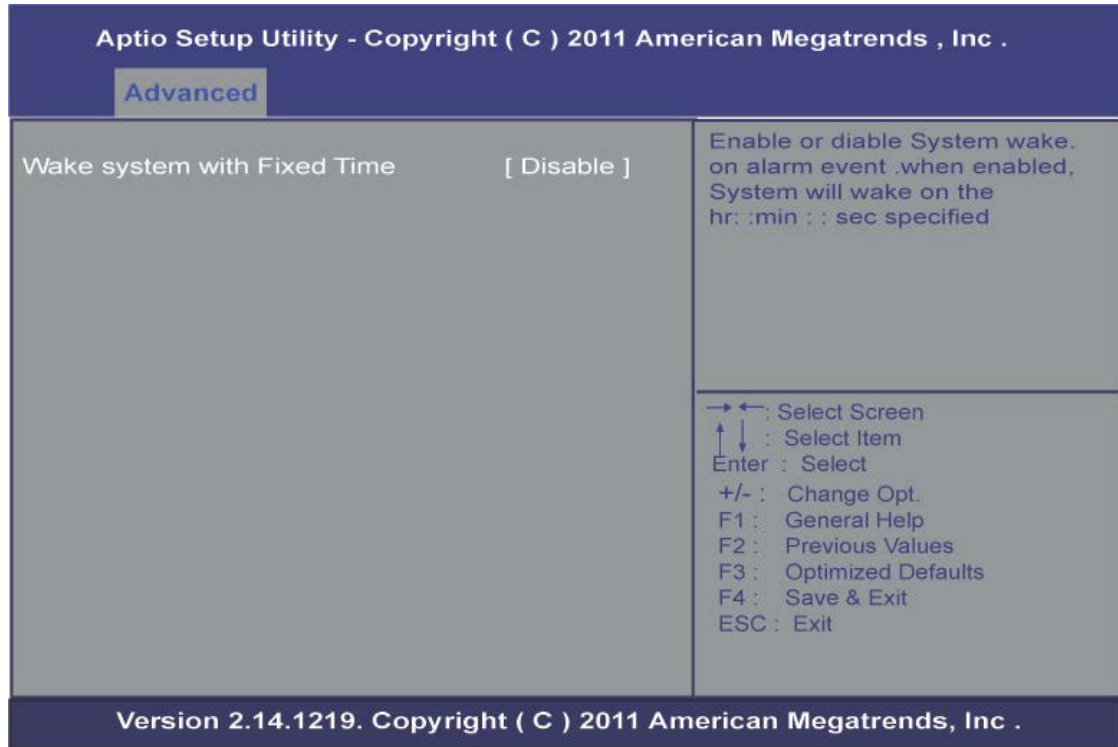 Aptio Setup Utility - Copyright ( C ) 2011 American Megatrends , Inc .
Advanced
Wake system with Fixed Time [ Disable ]
Enable or diable System wake.
on alarm event .when enabled,
System will wake on the
hr: :min : : sec specified
→ ←: Select Screen
↑ ↓ : Select Item
Enter : Select
+/- : Change Opt.
F1 : General Help
F2 : Previous Values
F3 : Optimized Defaults
F4 : Save & Exit
ESC : Exit
Version 2.14.1219. Copyright ( C ) 2011 American Megatrends, Inc .